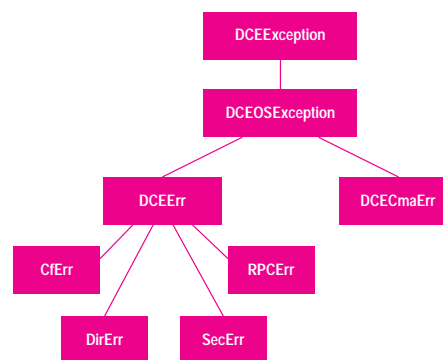 DCEException
DCEOSException
DCEErr
DCECmaErr
CfErr
RPCErr
DirErr
SecErr